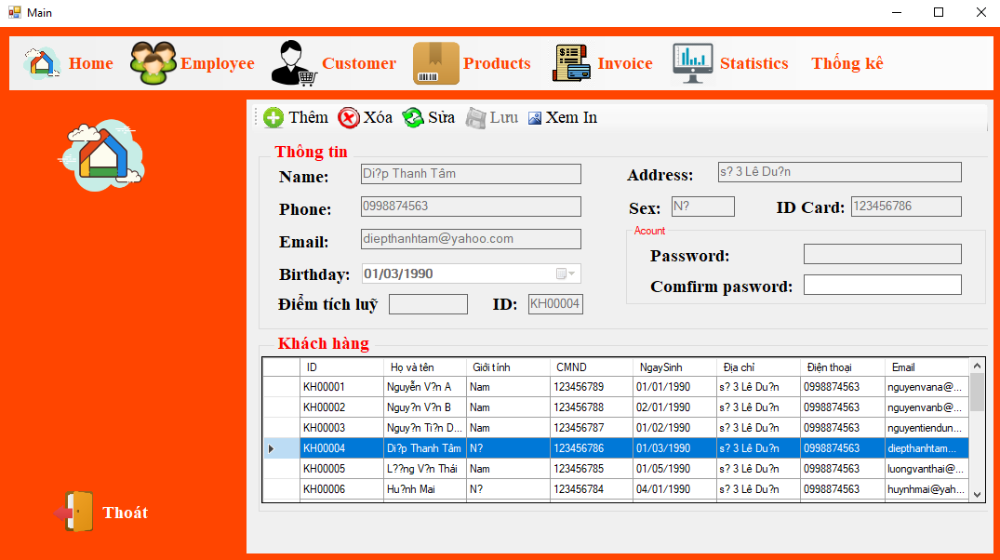 Main
Home Employee Customer Products Invoice Statistics Thống kê
Thêm Xóa Sửa Lưu Xem In
Thông tin
Name: Di?p Thanh Tâm
Address: s? 3 Lê Du?n
Phone: 0998874563
Sex: N? ID Card: 123456786
Email: diepthanhtam@yahoo.com
Acount
Password:
Birthday: 01/03/1990
Comfirm pasword:
Điểm tích luỹ ID: KH00004
Khách hàng
ID Họ và tên Giới tính CMND NgaySinh Địa chỉ Điện thoại Email
KH00001 Nguyễn V?n A Nam 123456789 01/01/1990 s? 3 Lê Du?n 0998874563 nguyenvana@...
KH00002 Nguy?n V?n B Nam 123456788 02/01/1990 s? 3 Lê Du?n 0998874563 nguyenvanb@...
KH00003 Nguy?n Ti?n D... Nam 123456787 01/02/1990 s? 3 Lê Du?n 0998874563 nguyentiendun...
KH00004 Di?p Thanh Tâm N? 123456786 01/03/1990 s? 3 Lê Du?n 0998874563 diepthanhtam...
KH00005 L??ng V?n Thái Nam 123456785 01/05/1990 s? 3 Lê Du?n 0998874563 luongvanthai@...
KH00006 Hu?nh Mai N? 123456784 04/01/1990 s? 3 Lê Du?n 0998874563 huynhmai@yah...
Thoát